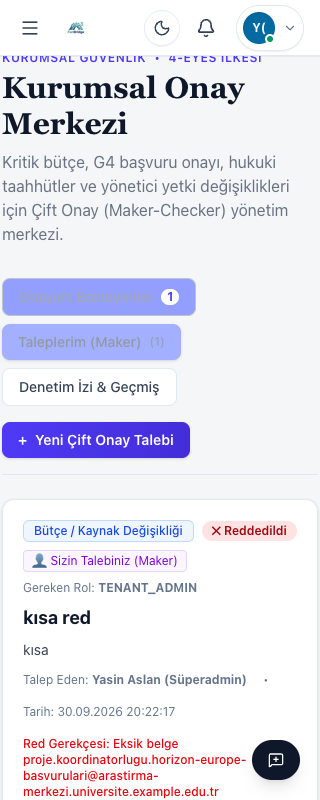 Y(
KURUMSAL GÜVENLİK • 4-EYES İLKESİ
Kurumsal Onay
Merkezi
Kritik bütçe, G4 başvuru onayı, hukuki
taahhütler ve yönetici yetki değişiklikleri
için Çift Onay (Maker-Checker) yönetim
merkezi.
1
Taleplerim (Maker) (1)
Denetim İzi & Geçmiş
+ Yeni Çift Onay Talebi
Bütçe / Kaynak Değişikliği
Reddedildi
Sizin Talebiniz (Maker)
Gereken Rol: TENANT_ADMIN
kısa red
kısa
Talep Eden: Yasin Aslan (Süperadmin) •
Tarih: 30.09.2026 20:22:17
Red Gerekçesi: Eksik belge
proje.koordinatorlugu.horizon-europe-
basvurulari@arastirma-
merkezi.universite.example.edu.tr